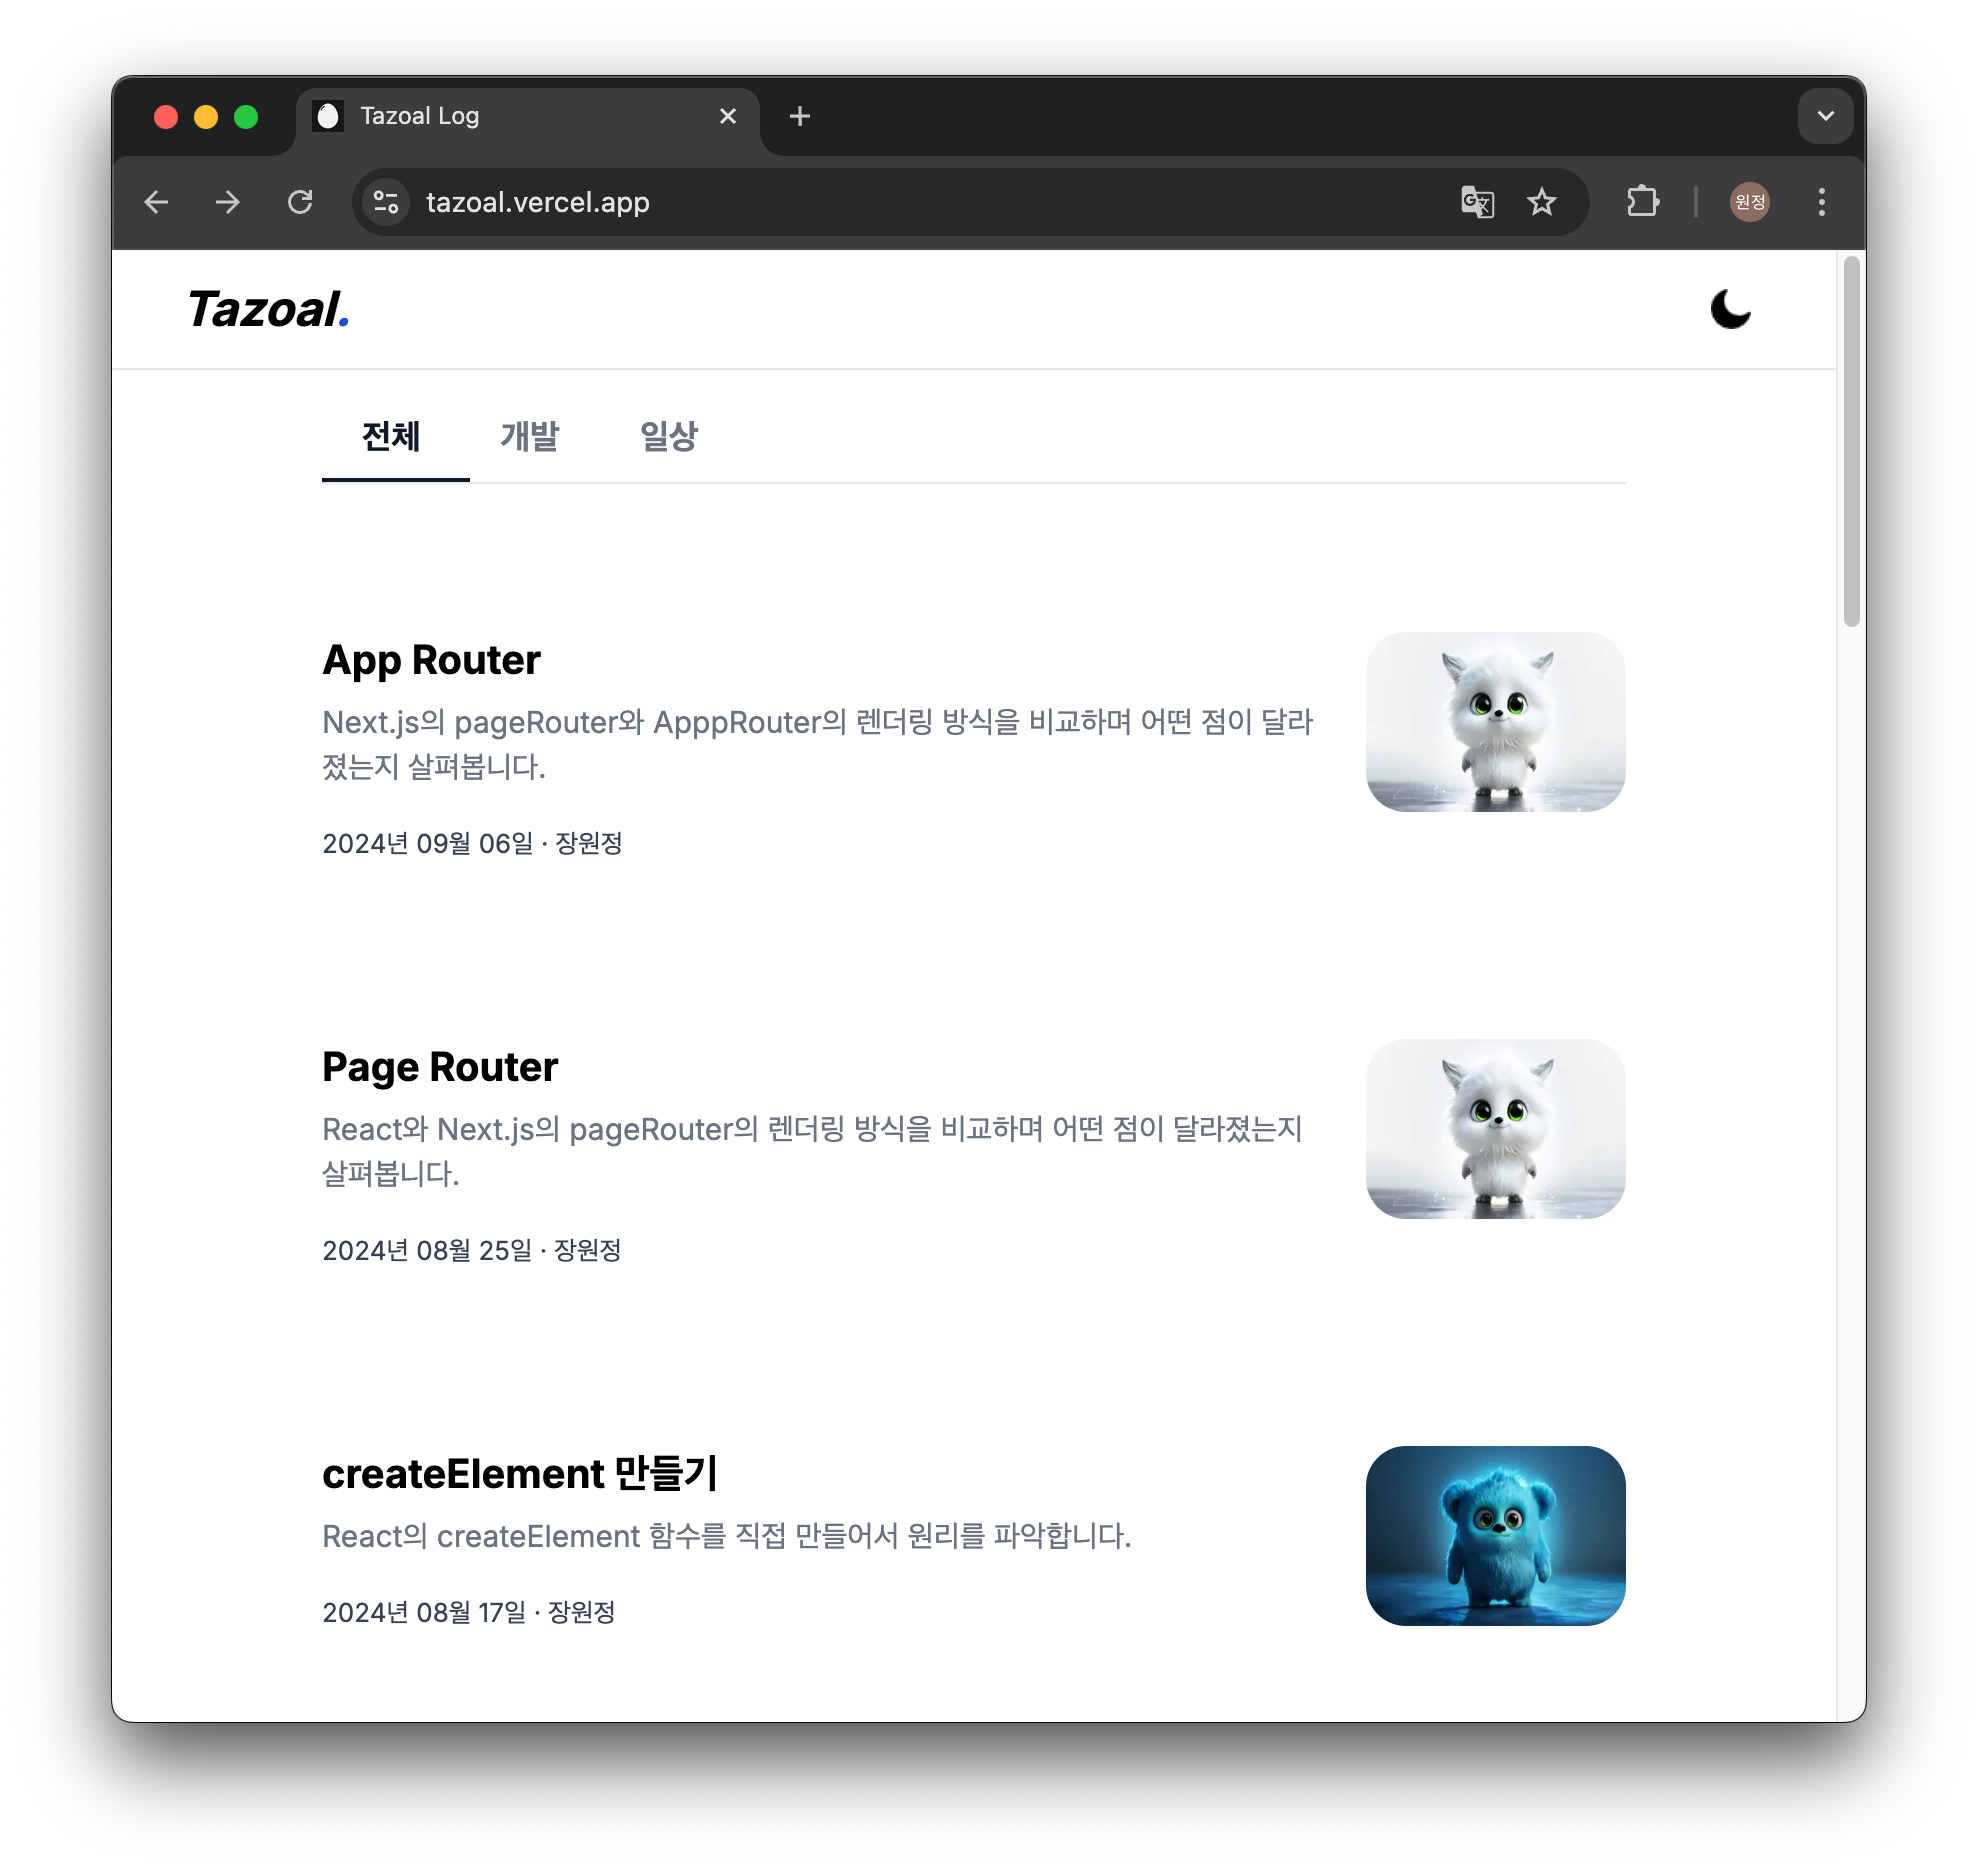 Tazoal Log
tazoal.vercel.app
원정
Tazoal.
전체 개발 일상
App Router
Next.js의 pageRouter와 ApppRouter의 렌더링 방식을 비교하며 어떤 점이 달라
졌는지 살펴봅니다.
2024년 09월 06일 · 장원정
Page Router
React와 Next.js의 pageRouter의 렌더링 방식을 비교하며 어떤 점이 달라졌는지
살펴봅니다.
2024년 08월 25일 · 장원정
createElement 만들기
React의 createElement 함수를 직접 만들어서 원리를 파악합니다.
2024년 08월 17일 · 장원정